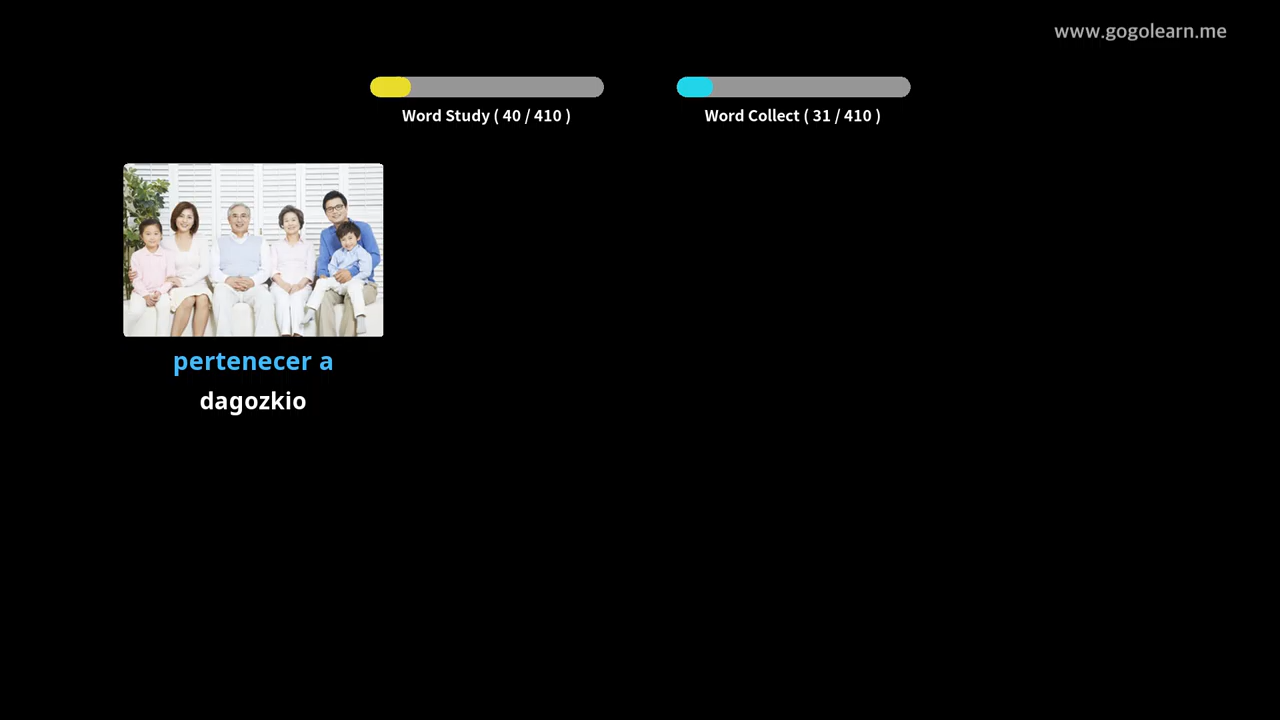 www.gogolearn.me
Word Study ( 40 / 410 )
Word Collect ( 31 / 410 )
pertenecer a
dagozkio